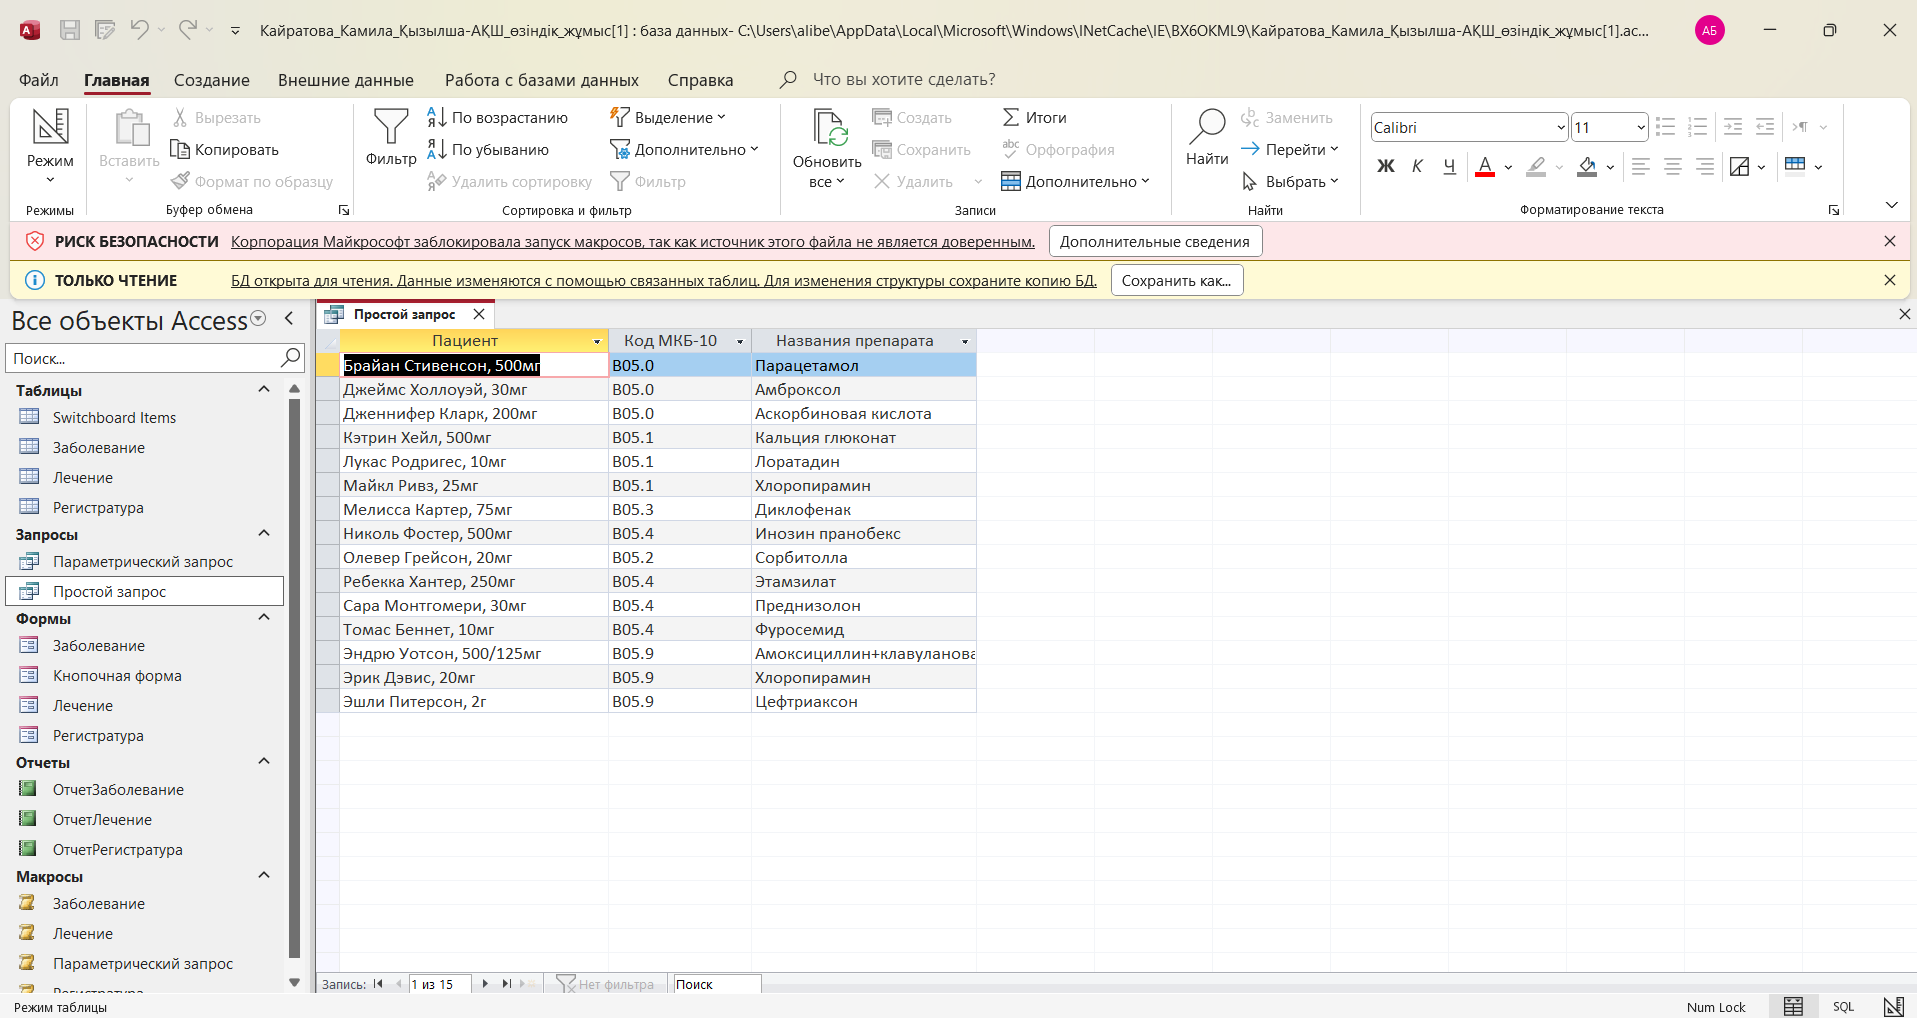 Кайратова_Камила_Қызылша-АҚШ_өзіндік_жұмыс[1] : база данных- C:\Users\alibe\AppData\Local\Microsoft\Windows\INetCache\IE\BX6OKML9\Кайратова_Камила_Қызылша-АҚШ_өзіндік_жұмыс[1].ac...
АБ
Файл Главная Создание Внешние данные Работа с базами данных Справка Что вы хотите сделать?
Режим
Режимы
Вставить
Вырезать
Копировать
Формат по образцу
Буфер обмена
Фильтр
По возрастанию
По убыванию
Удалить сортировку
Выделение
Дополнительно
Фильтр
Сортировка и фильтр
Обновить все
Создать
Сохранить
Удалить
Итоги
Орфография
Дополнительно
Записи
Найти
Заменить
Перейти
Выбрать
Найти
Calibri 11
Ж К Ч А
Форматирование текста
РИСК БЕЗОПАСНОСТИ Корпорация Майкрософт заблокировала запуск макросов, так как источник этого файла не является доверенным. Дополнительные сведения
ТОЛЬКО ЧТЕНИЕ БД открыта для чтения. Данные изменяются с помощью связанных таблиц. Для изменения структуры сохраните копию БД. Сохранить как...
Все объекты Access
Поиск...
Таблицы
Switchboard Items
Заболевание
Лечение
Регистратура
Запросы
Параметрический запрос
Простой запрос
Формы
Заболевание
Кнопочная форма
Лечение
Регистратура
Отчеты
ОтчетЗаболевание
ОтчетЛечение
ОтчетРегистратура
Макросы
Заболевание
Лечение
Параметрический запрос
Регистратура
Простой запрос
Пациент Код МКБ-10 Названия препарата
Брайан Стивенсон, 500мг B05.0 Парацетамол
Джеймс Холлоуэй, 30мг B05.0 Амброксол
Дженнифер Кларк, 200мг B05.0 Аскорбиновая кислота
Кэтрин Хейл, 500мг B05.1 Кальция глюконат
Лукас Родригес, 10мг B05.1 Лоратадин
Майкл Ривз, 25мг B05.1 Хлоропирамин
Мелисса Картер, 75мг B05.3 Диклофенак
Николь Фостер, 500мг B05.4 Инозин пранобекс
Олевер Грейсон, 20мг B05.2 Сорбитолла
Ребекка Хантер, 250мг B05.4 Этамзилат
Сара Монтгомери, 30мг B05.4 Преднизолон
Томас Беннет, 10мг B05.4 Фуросемид
Эндрю Уотсон, 500/125мг B05.9 Амоксициллин+клавуланова
Эрик Дэвис, 20мг B05.9 Хлоропирамин
Эшли Питерсон, 2г B05.9 Цефтриаксон
Запись: 1 из 15 Нет фильтра Поиск
Режим таблицы Num Lock SQL